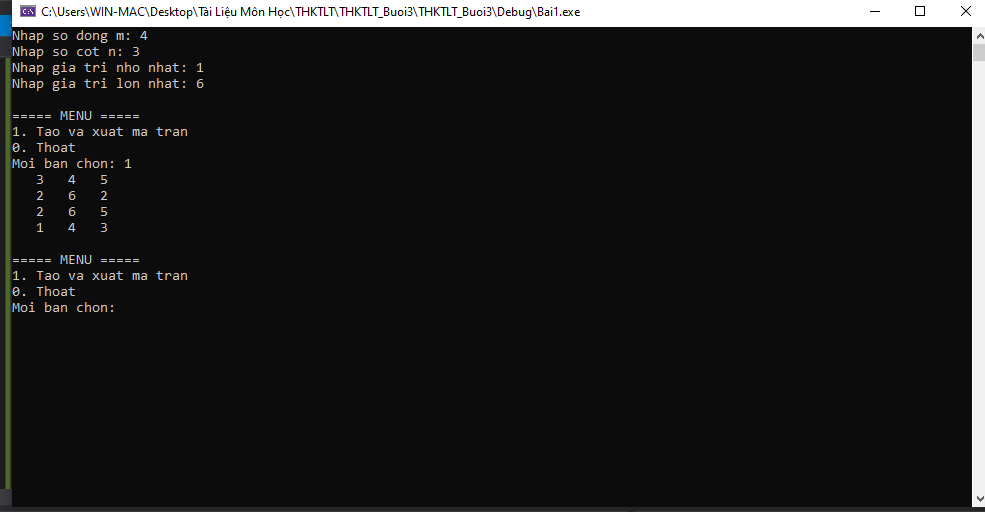 C:\Users\WIN-MAC\Desktop\Tài Liệu Môn Học\THKTLT\THKTLT_Buoi3\THKTLT_Buoi3\Debug\Bai1.exe
Nhap so dong m: 4
Nhap so cot n: 3
Nhap gia tri nho nhat: 1
Nhap gia tri lon nhat: 6
===== MENU =====
1. Tao va xuat ma tran
0. Thoat
Moi ban chon: 1
3 4 5
2 6 2
2 6 5
1 4 3
===== MENU =====
1. Tao va xuat ma tran
0. Thoat
Moi ban chon: